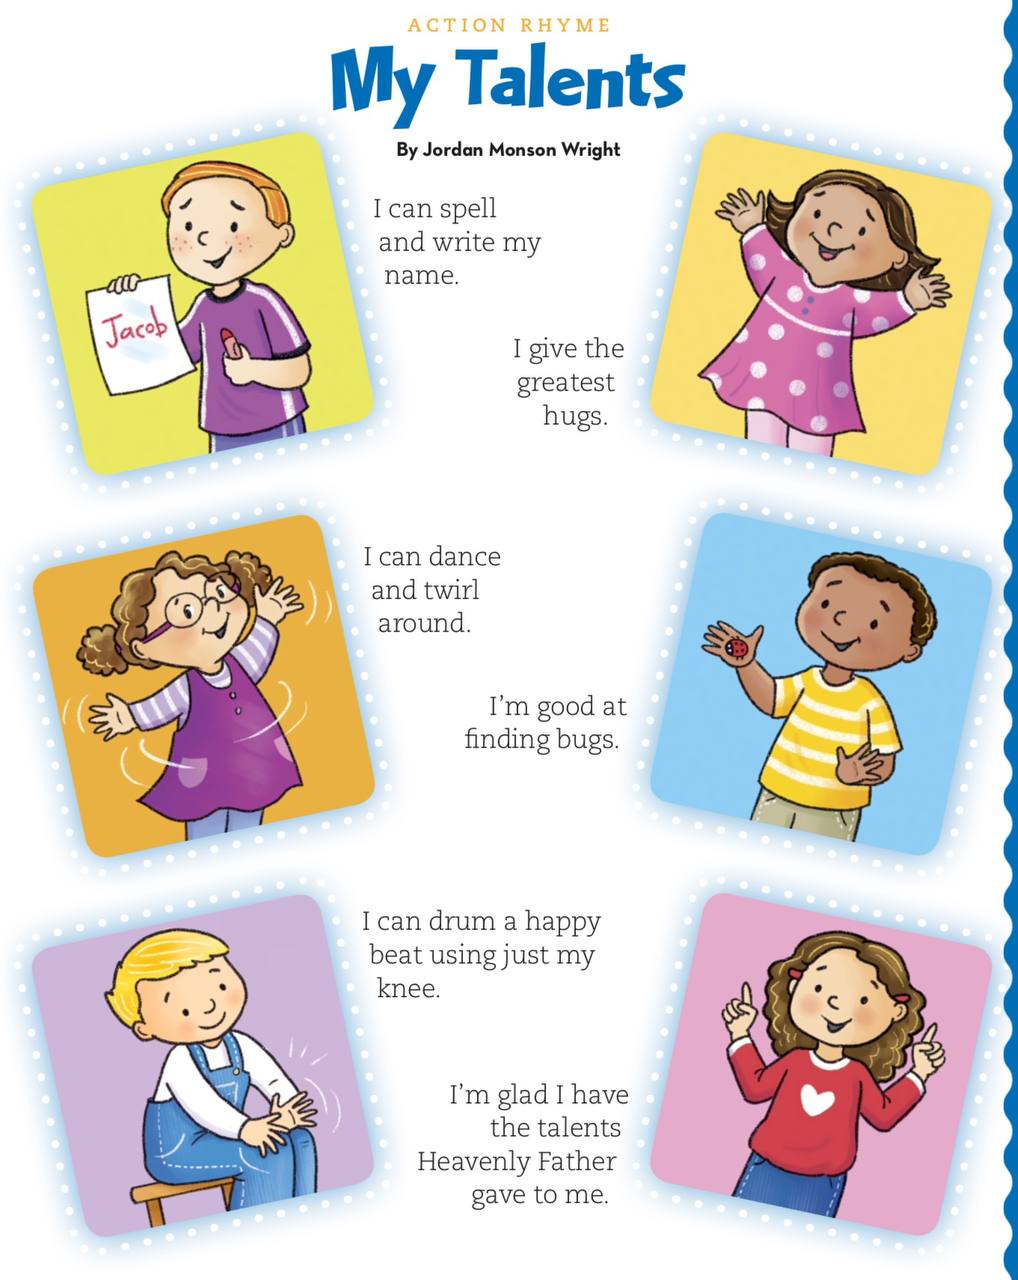 ACTION RHYME
My Talents
By Jordan Monson Wright
I can spell
and write my
name.
Jacob
I give the
greatest
hugs.
I can dance
and twirl
around.
I'm good at
finding bugs.
I can drum a happy
beat using just my
knee.
I'm glad I have
the talents
Heavenly Father
gave to me.